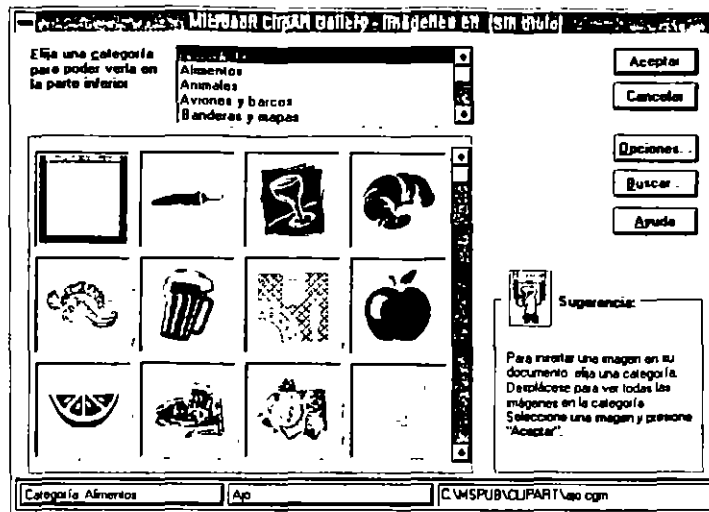 Microsoft ClipArt Gallery - Imágenes en (Sin título)
Elija una categoría
para poder verla en
la parte inferior
Alimentos
Animales
Aviones y barcos
Banderas y mapas
Aceptar
Cancelar
Opciones...
Buscar...
Ayuda
Sugerencia:
Para insertar una imagen en su
documento elija una categoría.
Desplácese para ver todas las
imágenes en la categoría
Seleccione una imagen y presione
"Aceptar".
Categoría: Alimentos
Ajo
C:\MSPUB\CLIPART\ajo.cgm